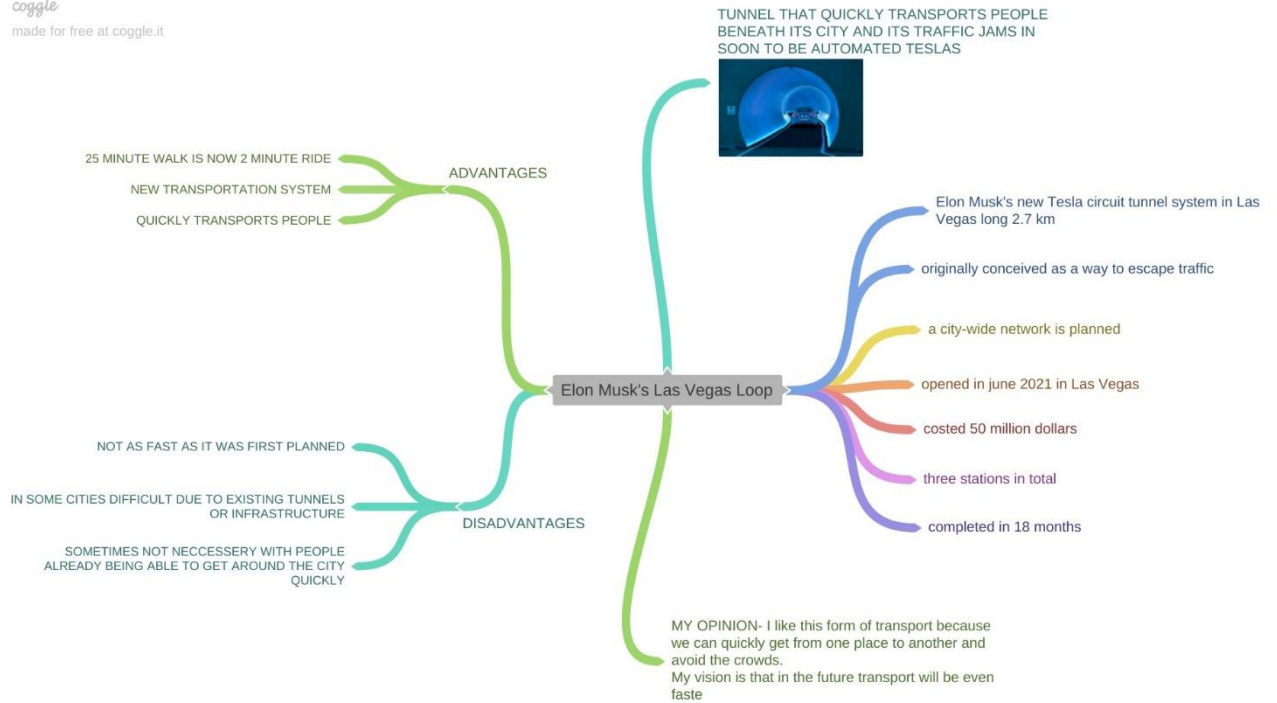 coggle
made for free at coggle.it
TUNNEL THAT QUICKLY TRANSPORTS PEOPLE
BENEATH ITS CITY AND ITS TRAFFIC JAMS IN
SOON TO BE AUTOMATED TESLAS
ADVANTAGES
25 MINUTE WALK IS NOW 2 MINUTE RIDE
NEW TRANSPORTATION SYSTEM
QUICKLY TRANSPORTS PEOPLE
Elon Musk's new Tesla circuit tunnel system in Las
Vegas long 2.7 km
originally conceived as a way to escape traffic
a city-wide network is planned
opened in june 2021 in Las Vegas
costed 50 million dollars
three stations in total
completed in 18 months
Elon Musk's Las Vegas Loop
NOT AS FAST AS IT WAS FIRST PLANNED
IN SOME CITIES DIFFICULT DUE TO EXISTING TUNNELS
OR INFRASTRUCTURE
SOMETIMES NOT NECCESSERY WITH PEOPLE
ALREADY BEING ABLE TO GET AROUND THE CITY
QUICKLY
DISADVANTAGES
MY OPINION- I like this form of transport because
we can quickly get from one place to another and
avoid the crowds.
My vision is that in the future transport will be even
faste